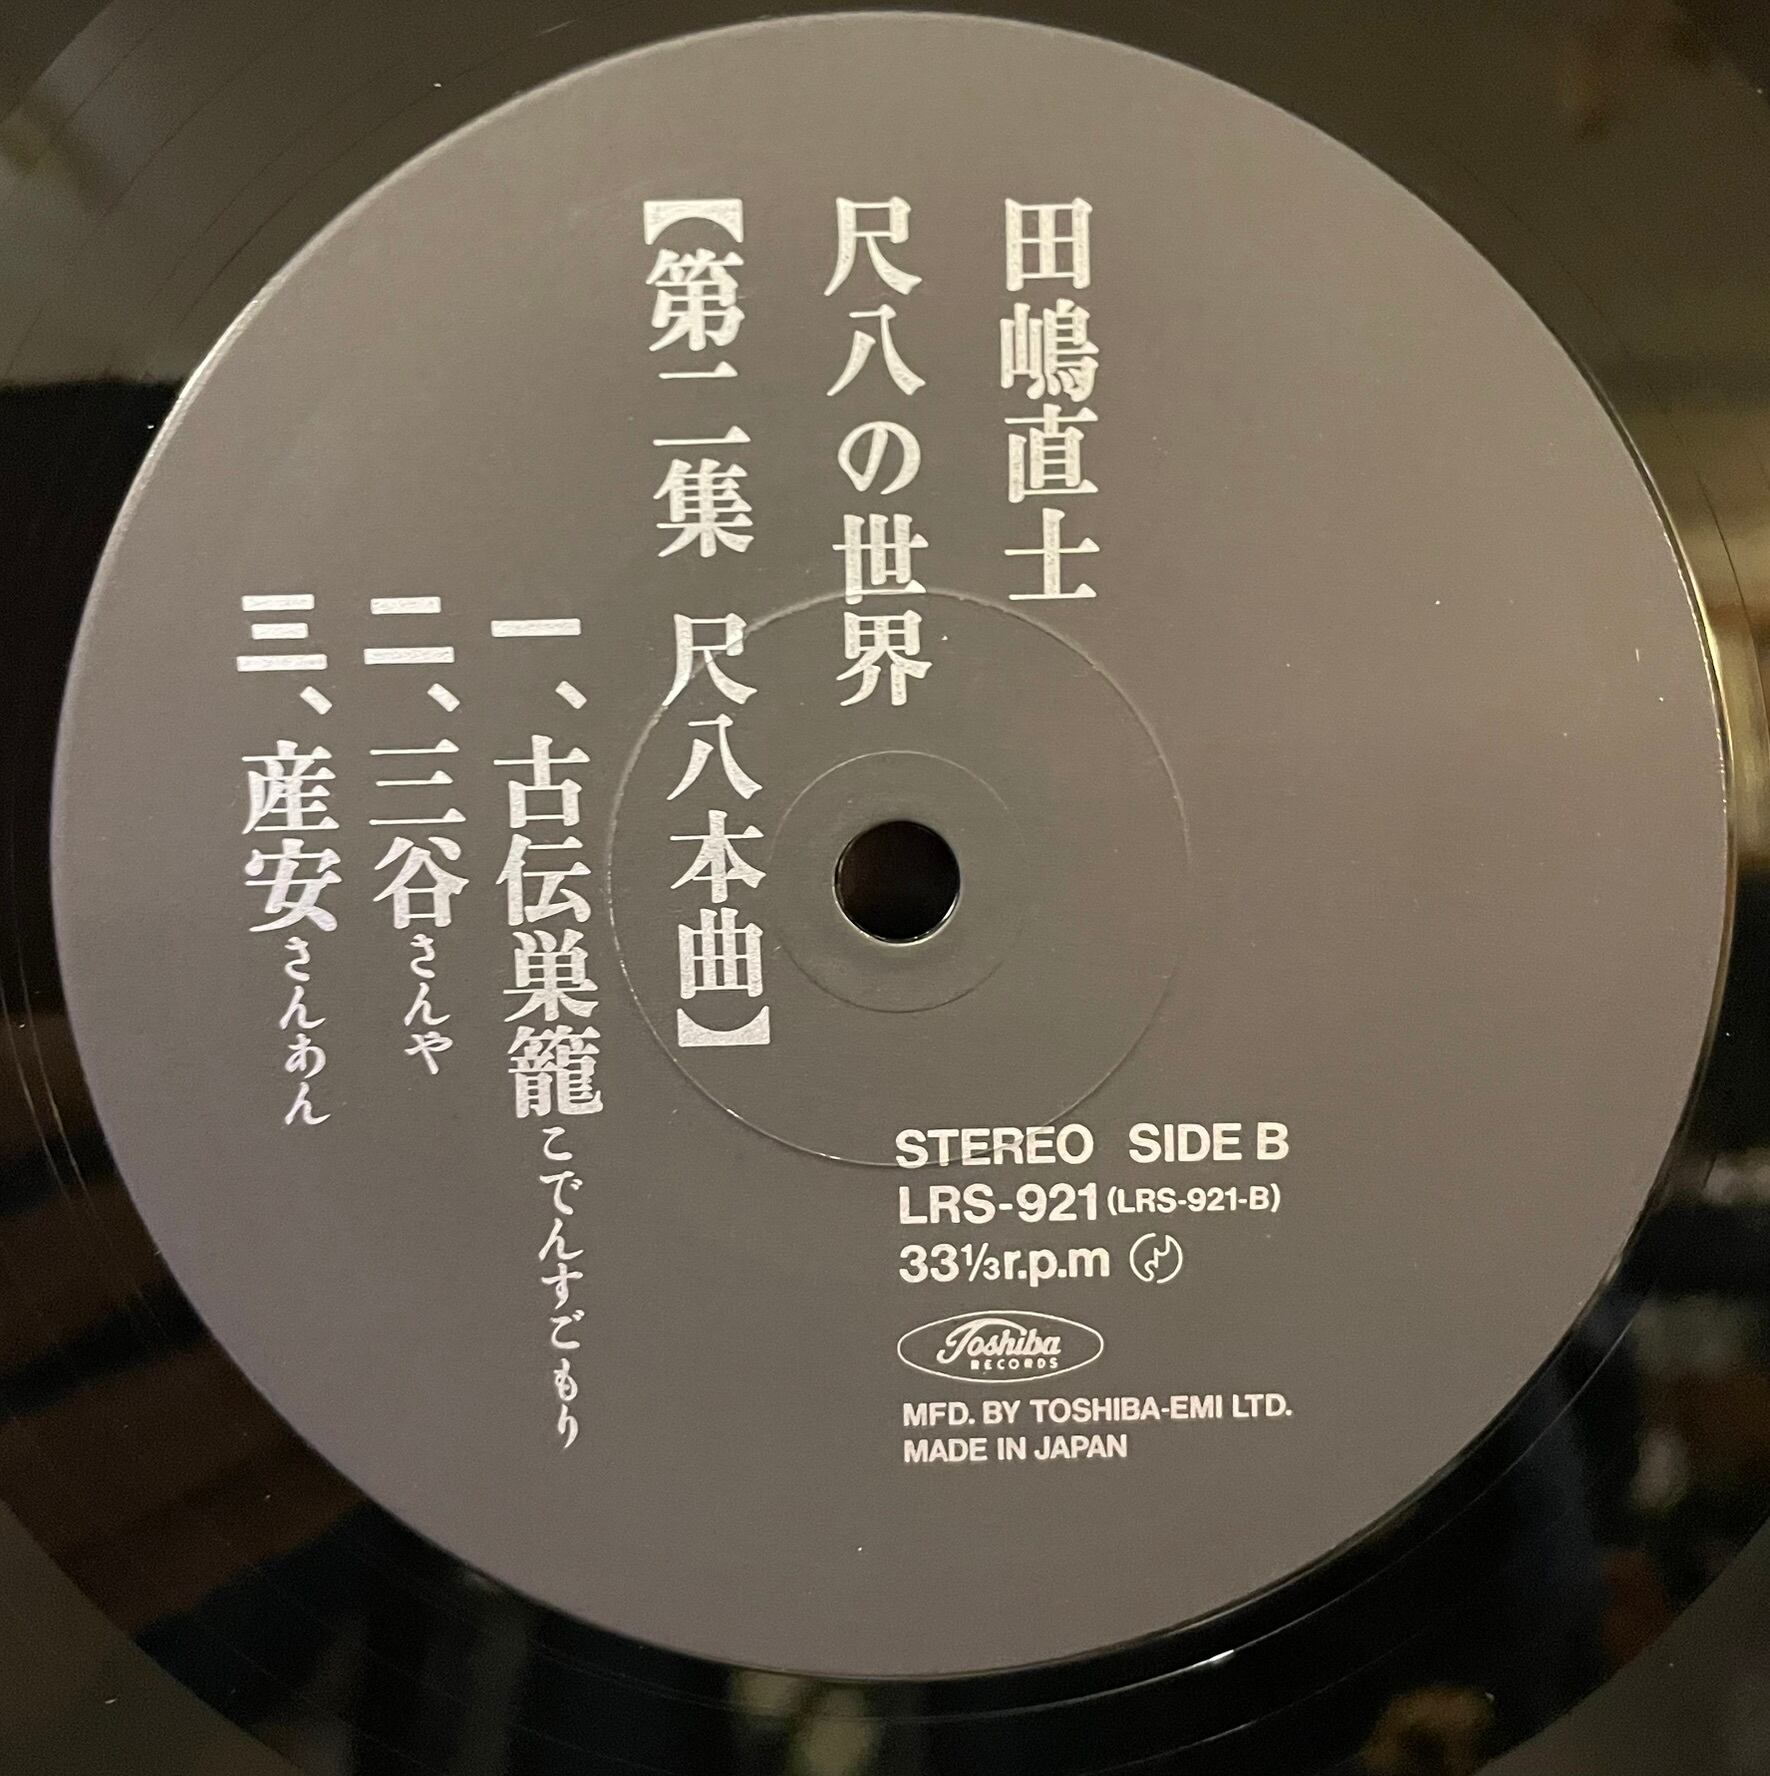 田嶋直士
尺八の世界
【第二集 尺八本曲】
一、古伝巣籠こでんすごもり
二、三谷さんや
三、産安さんあん
STEREO SIDE B
LRS-921 (LRS-921-B)
33⅓r.p.m
Toshiba
RECORDS
MFD. BY TOSHIBA-EMI LTD.
MADE IN JAPAN